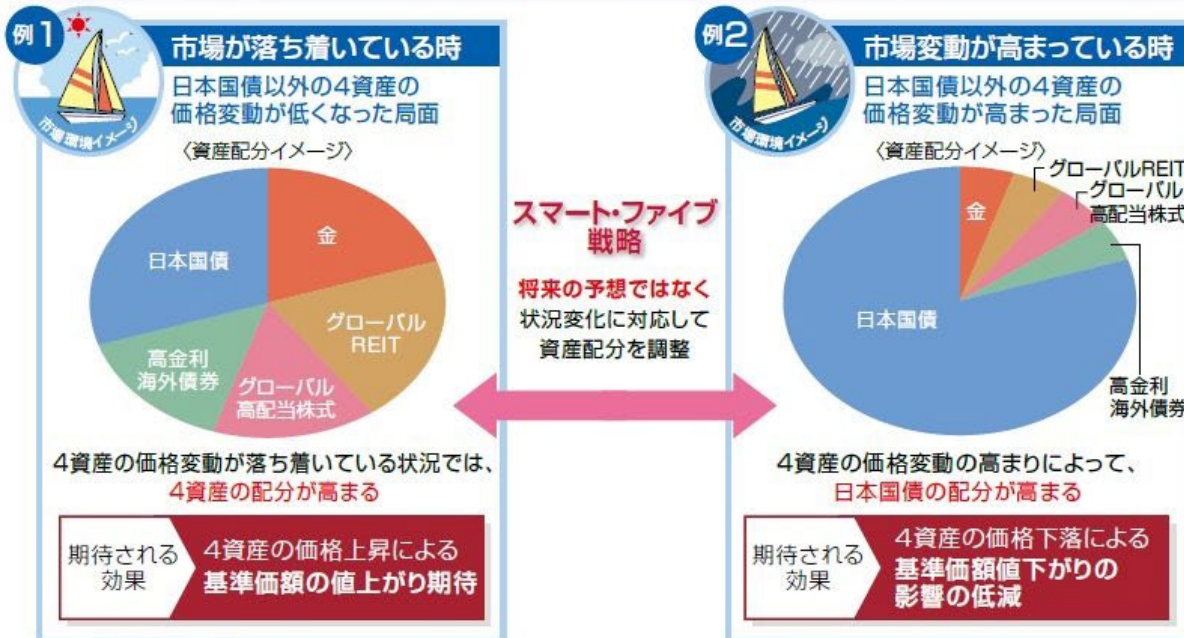 例1
市場が落ち着いている時
日本国債以外の4資産の
価格変動が低くなった局面
市場環境イメージ
〈資産配分イメージ〉
金
グローバル
REIT
グローバル
高配当株式
高金利
海外債券
日本国債
4資産の価格変動が落ち着いている状況では、
4資産の配分が高まる
期待される
効果
4資産の価格上昇による
基準価額の値上がり期待
スマート・ファイブ
戦略
将来の予想ではなく
状況変化に対応して
資産配分を調整
例2
市場変動が高まっている時
日本国債以外の4資産の
価格変動が高まった局面
市場環境イメージ
〈資産配分イメージ〉
金
グローバルREIT
グローバル
高配当株式
高金利
海外債券
日本国債
4資産の価格変動の高まりによって、
日本国債の配分が高まる
期待される
効果
4資産の価格下落による
基準価額値下がりの
影響の低減